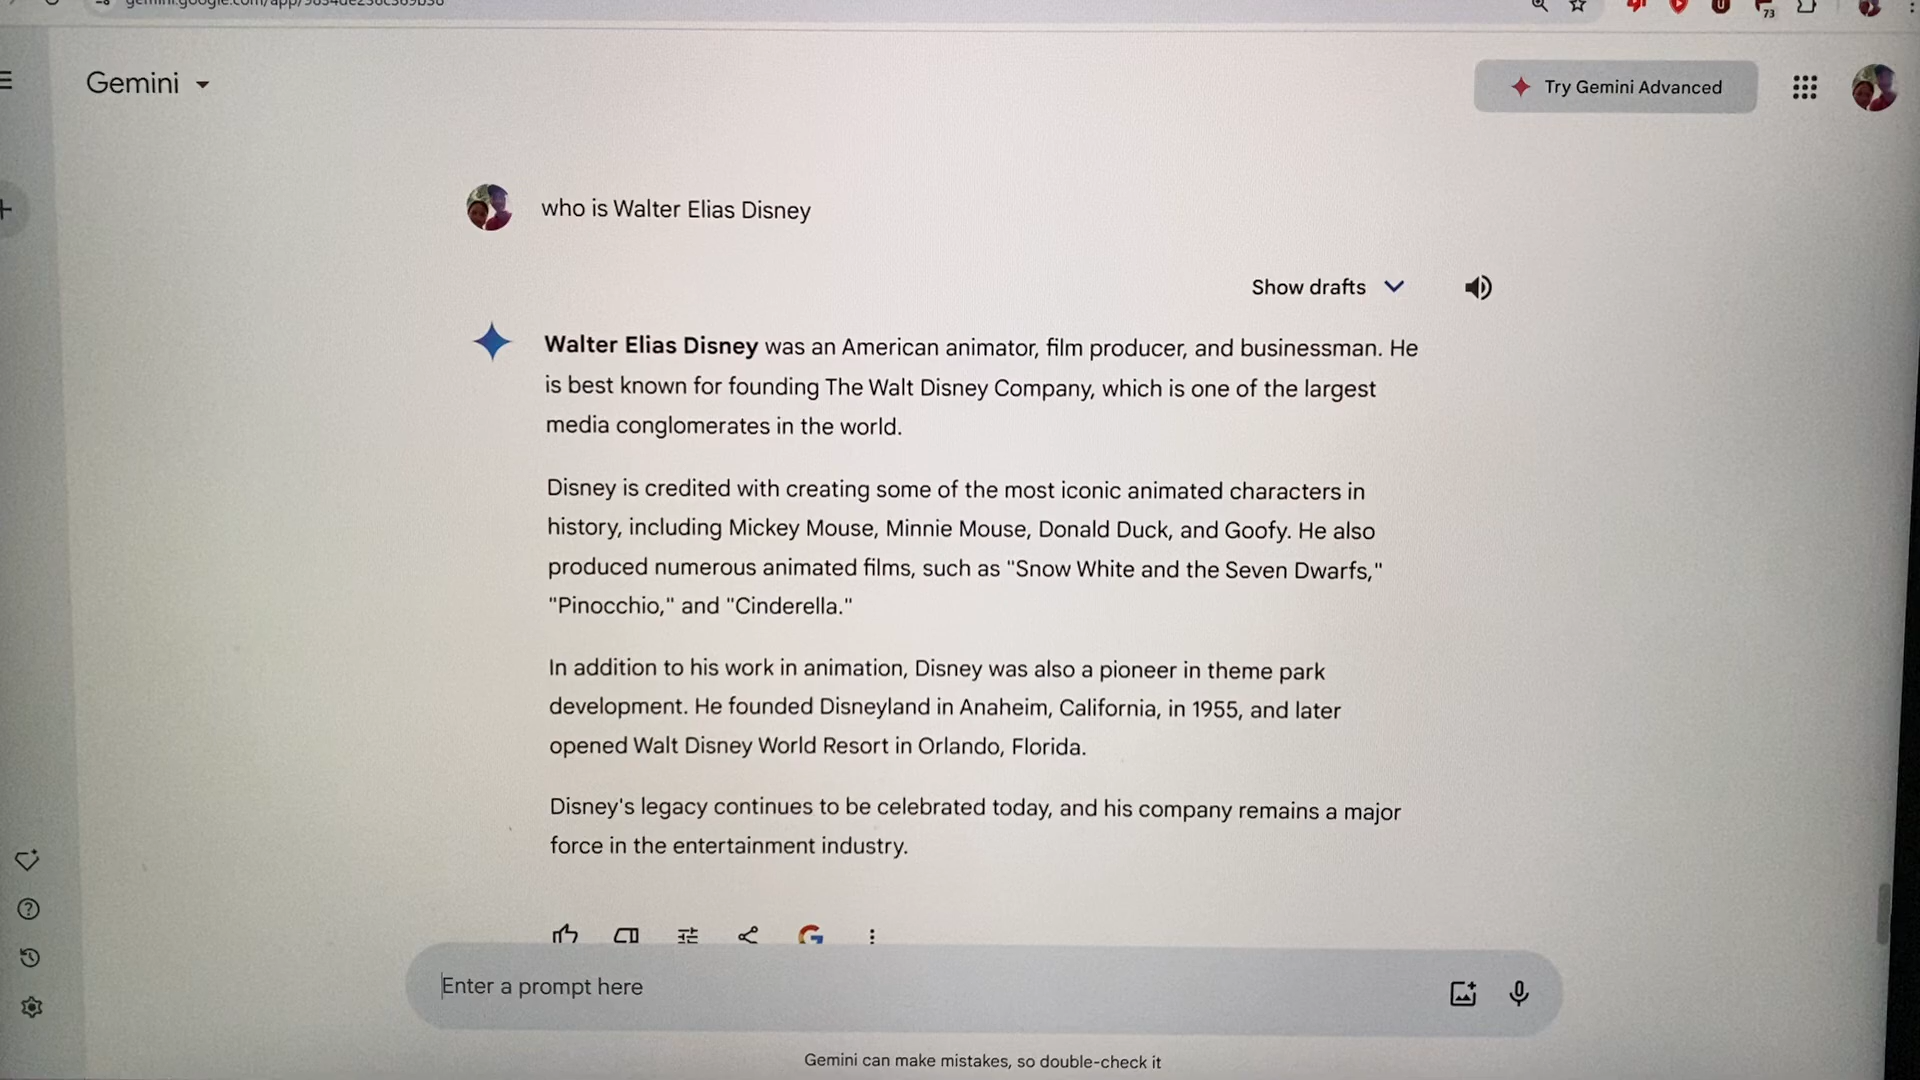 Gemini
Try Gemini Advanced
73
who is Walter Elias Disney
Show drafts
Walter Elias Disney was an American animator, film producer, and businessman. He
is best known for founding The Walt Disney Company, which is one of the largest
media conglomerates in the world.
Disney is credited with creating some of the most iconic animated characters in
history, including Mickey Mouse, Minnie Mouse, Donald Duck, and Goofy. He also
produced numerous animated films, such as "Snow White and the Seven Dwarfs,"
"Pinocchio," and "Cinderella."
In addition to his work in animation, Disney was also a pioneer in theme park
development. He founded Disneyland in Anaheim, California, in 1955, and later
opened Walt Disney World Resort in Orlando, Florida.
Disney's legacy continues to be celebrated today, and his company remains a major
force in the entertainment industry.
Enter a prompt here
Gemini can make mistakes, so double-check it